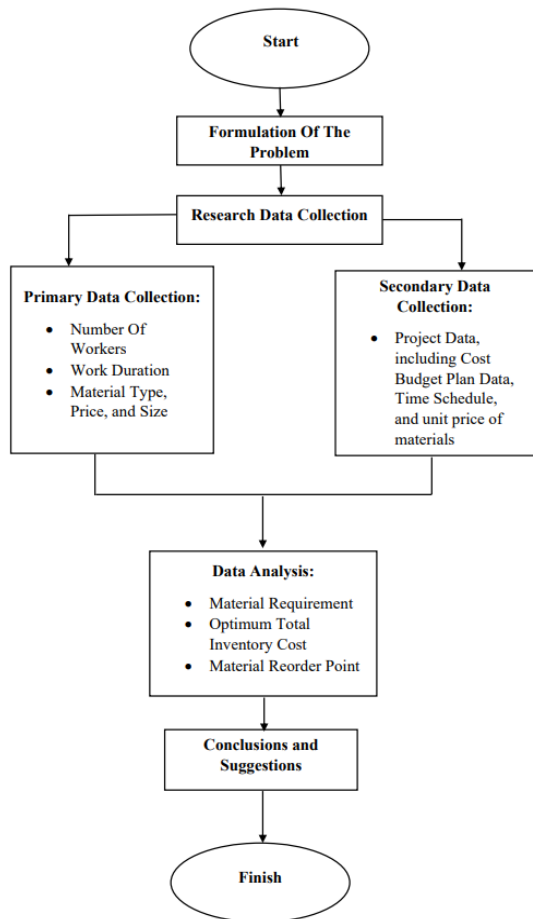 Start
Formulation Of The
Problem
Research Data Collection
Primary Data Collection:
• Number Of
Workers
• Work Duration
• Material Type,
Price, and Size
Secondary Data
Collection:
• Project Data,
including Cost
Budget Plan Data,
Time Schedule,
and unit price of
materials
Data Analysis:
• Material Requirement
• Optimum Total
Inventory Cost
• Material Reorder Point
Conclusions and
Suggestions
Finish